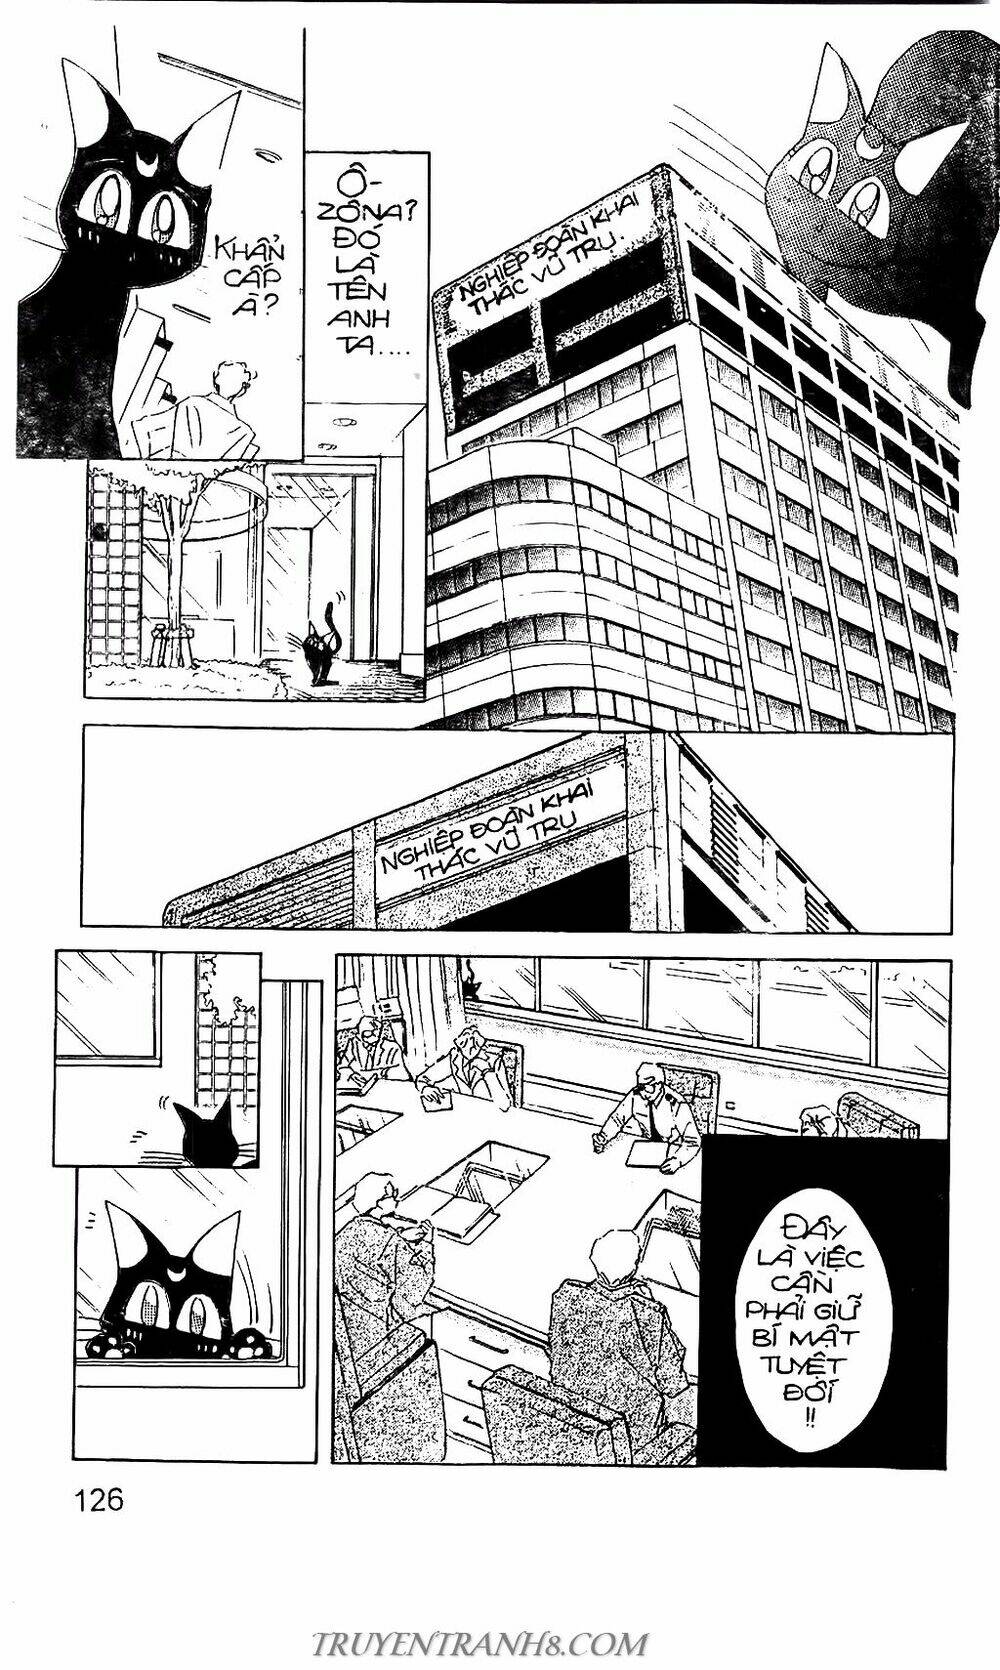 KHẨN
CẤP
À?
Ô-
ZÔNA?
ĐÓ
LÀ
TÊN
ANH
TA....
NGHIỆP ĐOÀN KHAI
THÁC VŨ TRỤ.
NGHIỆP ĐOÀN KHAI
THÁC VŨ TRỤ
ĐÂY
LÀ VIỆC
CẦN
PHẢI GIỮ
BÍ MẬT
TUYỆT
ĐỐI
!!
126
TRUYENTRANH8.COM